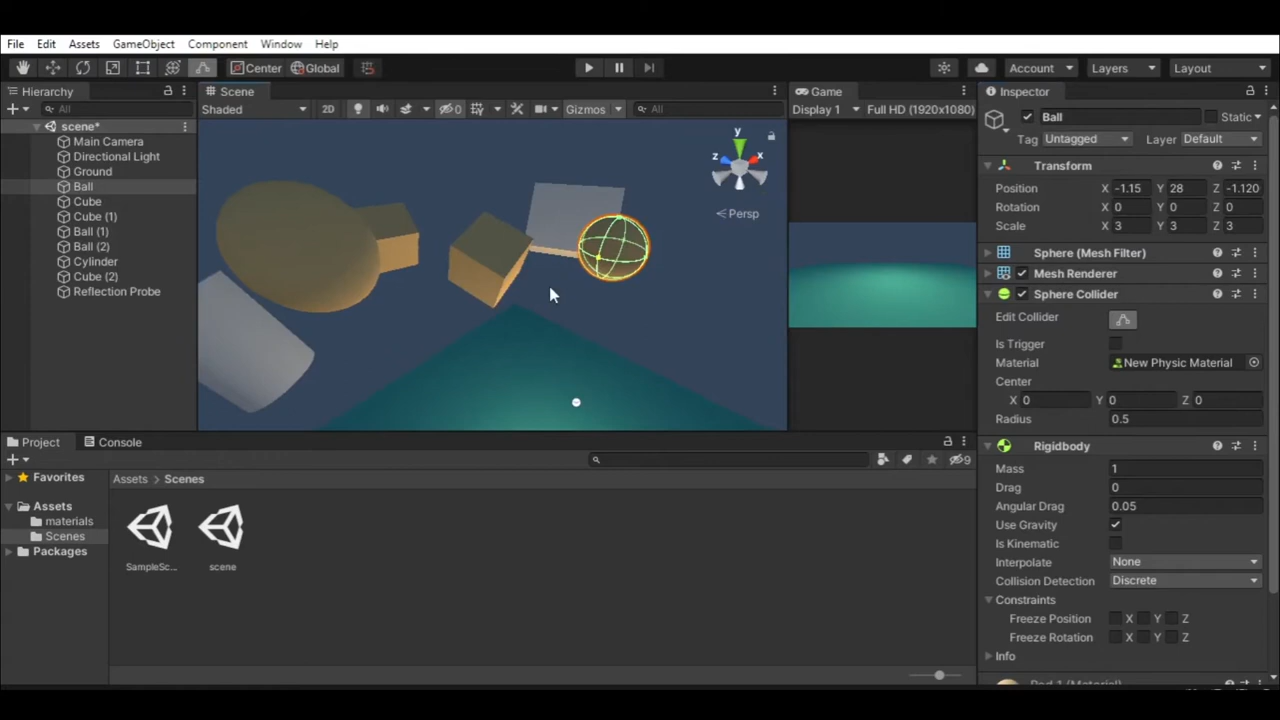 File Edit Assets GameObject Component Window Help
Center Global Account Layers Layout
Hierarchy
All
scene*
Main Camera
Directional Light
Ground
Ball
Cube
Cube (1)
Ball (1)
Ball (2)
Cylinder
Cube (2)
Reflection Probe
Scene
Shaded 2D 0 Gizmos All
y
z x
Persp
Game
Display 1 Full HD (1920x1080)
Inspector
Ball Static
Tag Untagged Layer Default
Transform
Position X -1.15 Y 28 Z -1.120
Rotation X 0 Y 0 Z 0
Scale X 3 Y 3 Z 3
Sphere (Mesh Filter)
Mesh Renderer
Sphere Collider
Edit Collider
Is Trigger
Material New Physic Material
Center
X 0 Y 0 Z 0
Radius 0.5
Rigidbody
Mass 1
Drag 0
Angular Drag 0.05
Use Gravity
Is Kinematic
Interpolate None
Collision Detection Discrete
Constraints
Freeze Position X Y Z
Freeze Rotation X Y Z
Info
Project Console
9
Favorites
Assets
materials
Scenes
Packages
Assets Scenes
SampleSc...
scene